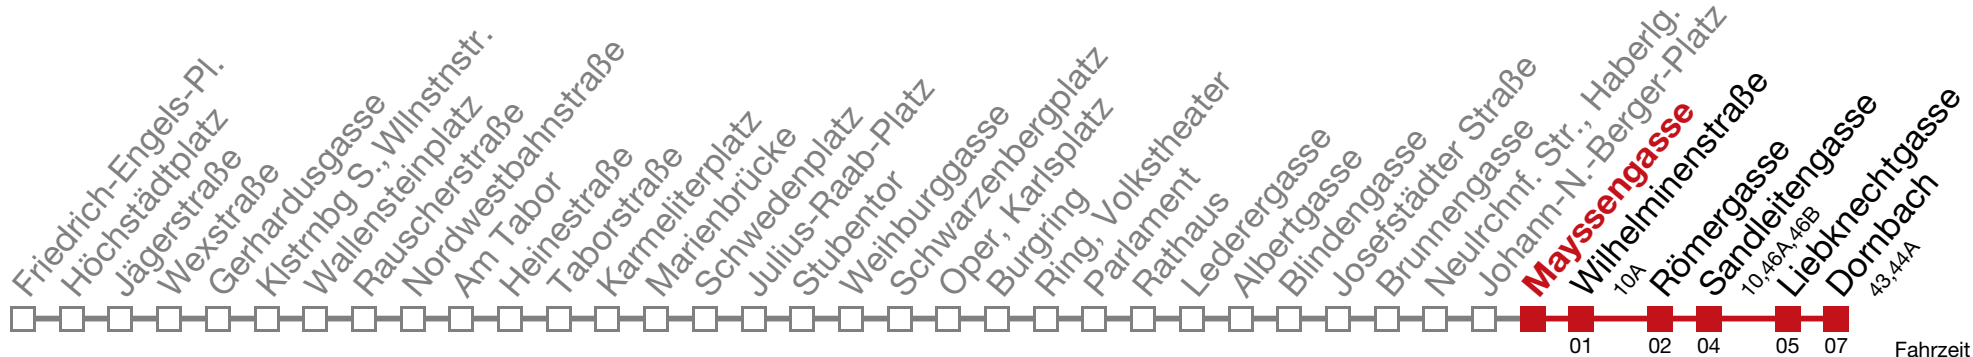 Friedrich-Engels-Pl.
Höchstädtplatz
Jägerstraße
Wexstraße
Gerhardusgasse
Klstrnbg S., Wllnstnstr.
Wallensteinplatz
Rauscherstraße
Nordwestbahnstraße
Am Tabor
Heinestraße
Taborstraße
Karmeliterplatz
Marienbrücke
Schwedenplatz
Julius-Raab-Platz
Stubentor
Weihburggasse
Schwarzenbergplatz
Oper, Karlsplatz
Burgring
Ring, Volkstheater
Parlament
Rathaus
Lederergasse
Albertgasse
Blindengasse
Josefstädter Straße
Brunnengasse
Neulrchnf. Str., Haberlg.
Johann-N.-Berger-Platz
Mayssengasse
Wilhelminenstraße
10A
Römergasse
Sandleitengasse
10,46A,46B
Liebknechtgasse
Dornbach
43,44A
01 02 04 05 07 Fahrzeit